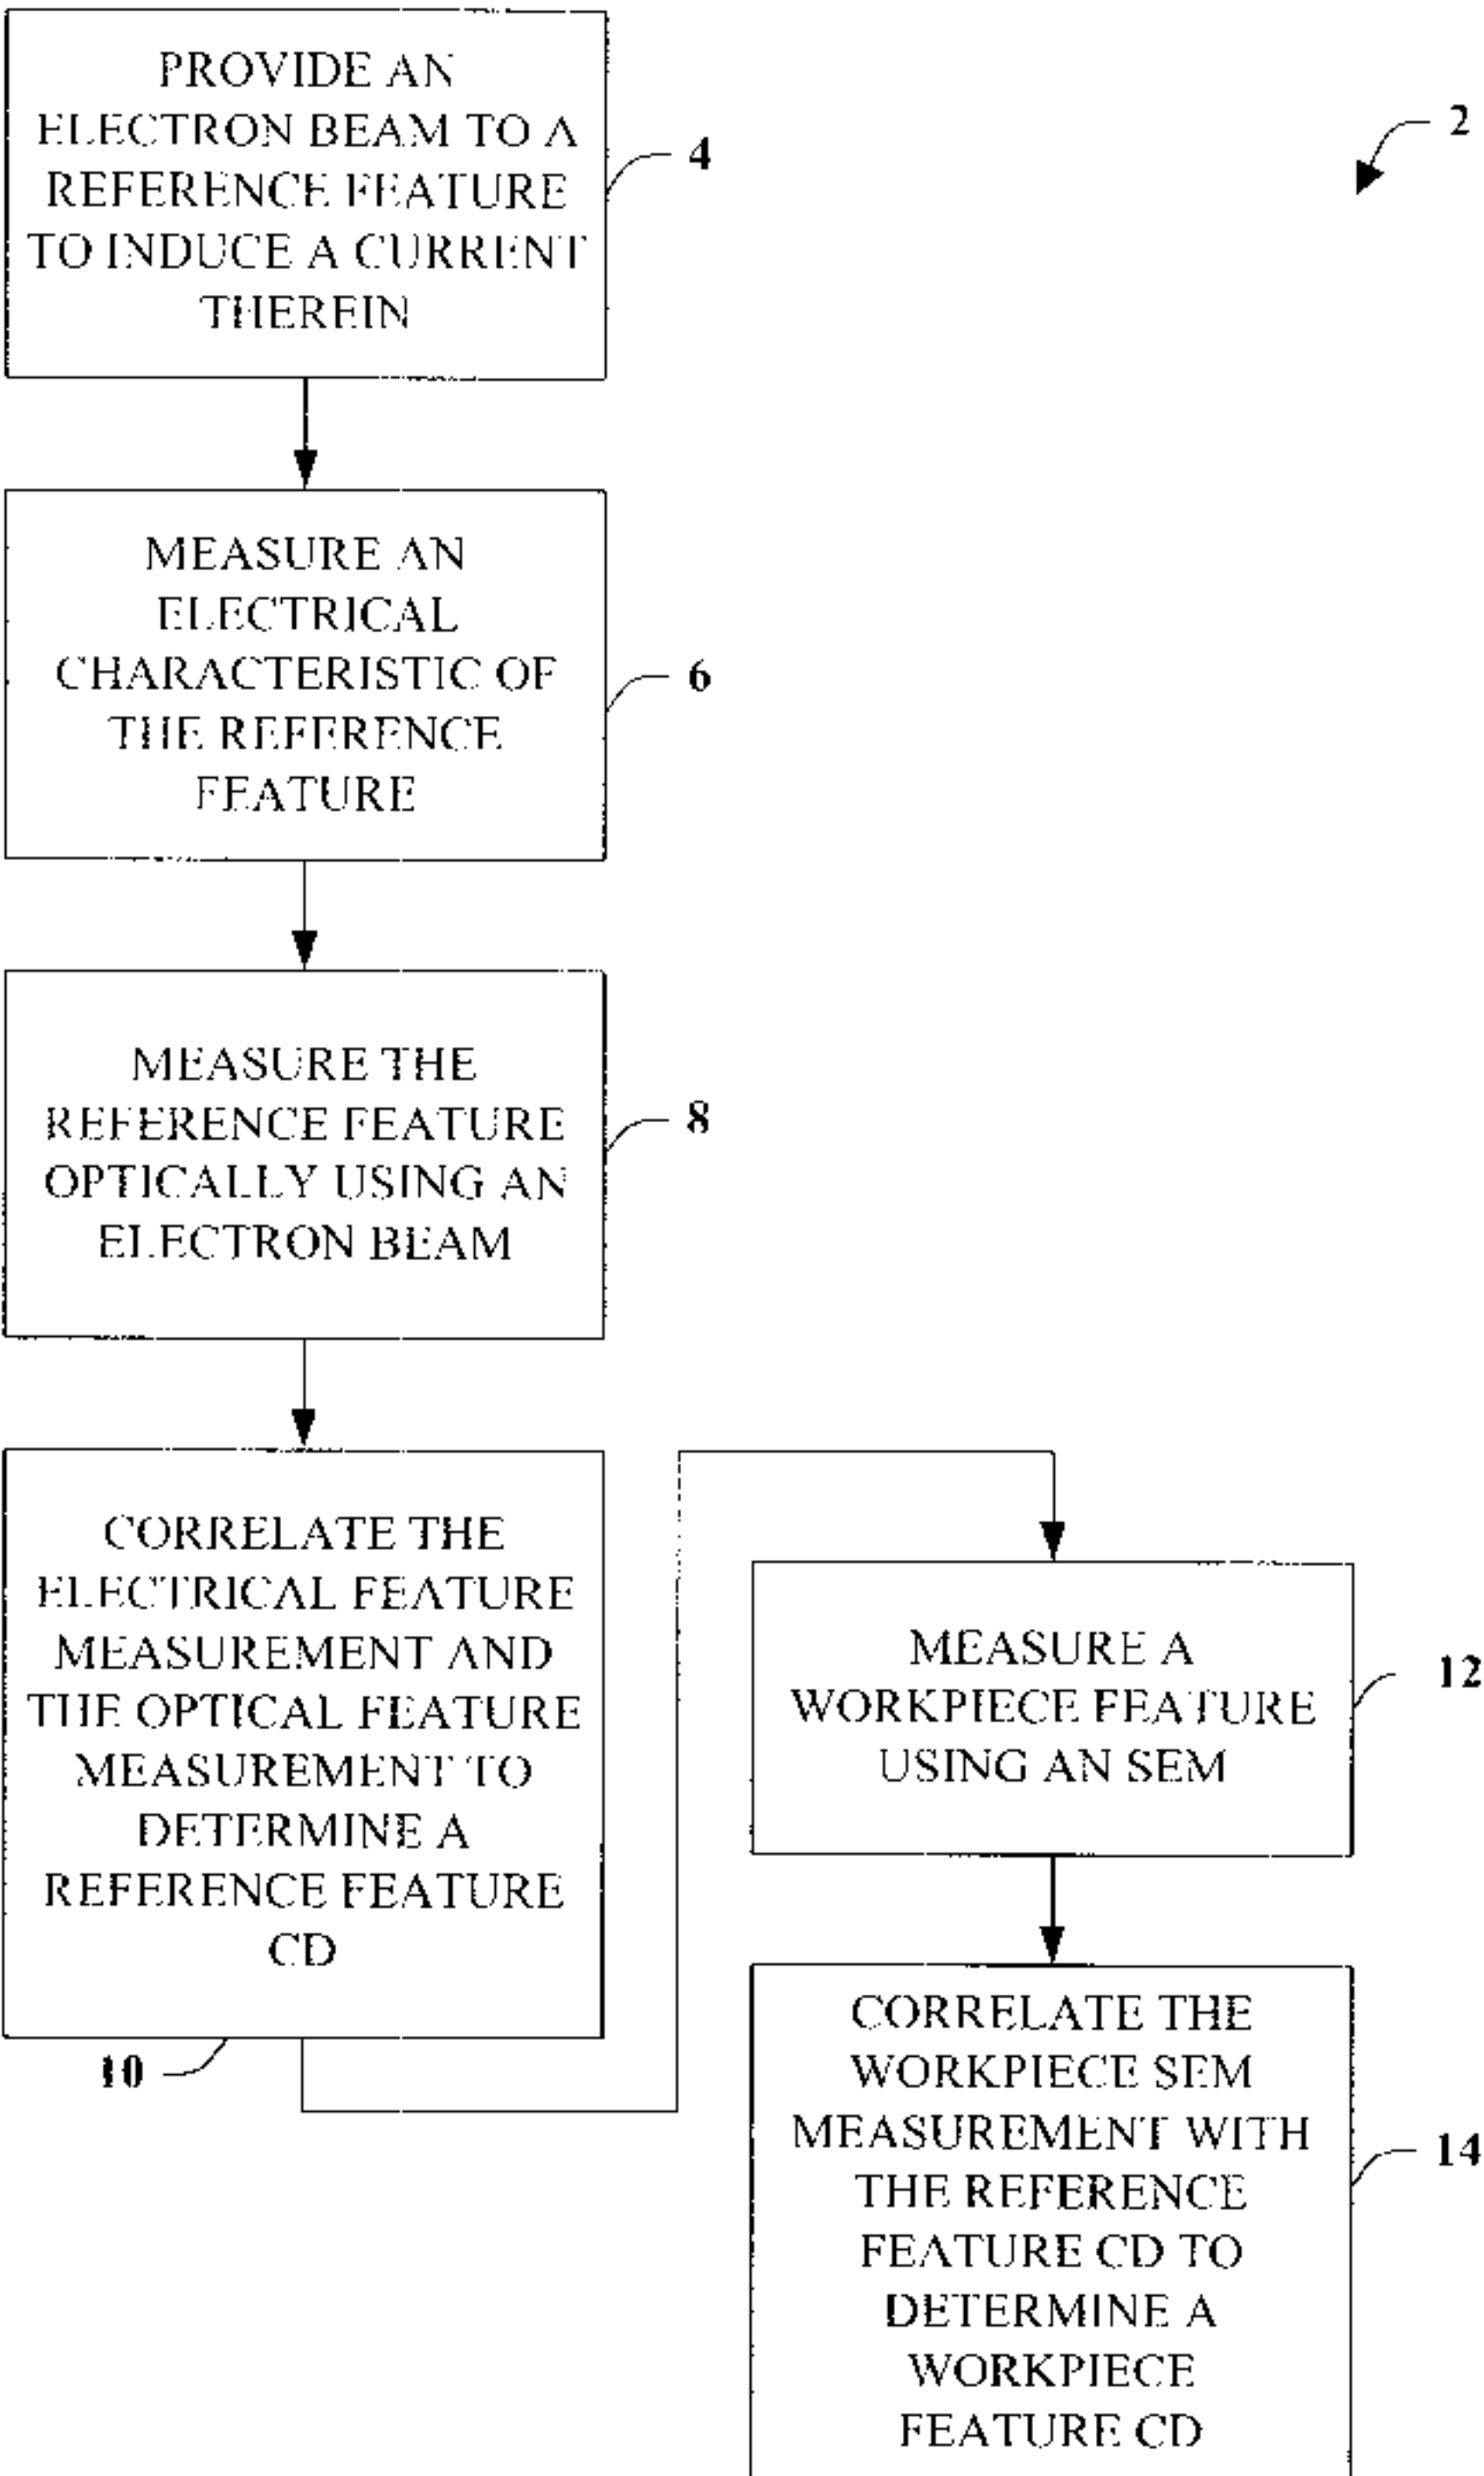 PROVIDE AN
ELECTRON BEAM TO A
REFERENCE FEATURE
TO INDUCE A CURRENT
THEREIN
4
2
MEASURE AN
ELECTRICAL
CHARACTERISTIC OF
THE REFERENCE
FEATURE
6
MEASURE THE
REFERENCE FEATURE
OPTICALLY USING AN
ELECTRON BEAM
8
CORRELATE THE
ELECTRICAL FEATURE
MEASUREMENT AND
THE OPTICAL FEATURE
MEASUREMENT TO
DETERMINE A
REFERENCE FEATURE
CD
10
MEASURE A
WORKPIECE FEATURE
USING AN SEM
12
CORRELATE THE
WORKPIECE SEM
MEASUREMENT WITH
THE REFERENCE
FEATURE CD TO
DETERMINE A
WORKPIECE
FEATURE CD
14